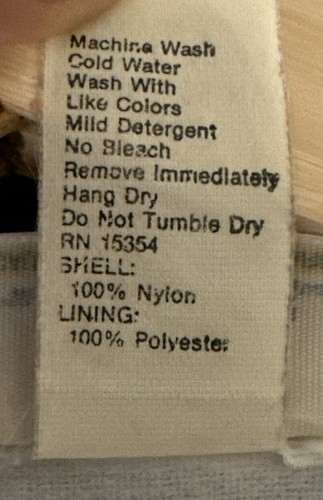 Machine Wash
Cold Water
Wash With
Like Colors
Mild Detergent
No Bleach
Remove Immediately
Hang Dry
Do Not Tumble Dry
RN 15354
SHELL:
100% Nylon
LINING:
100% Polyester